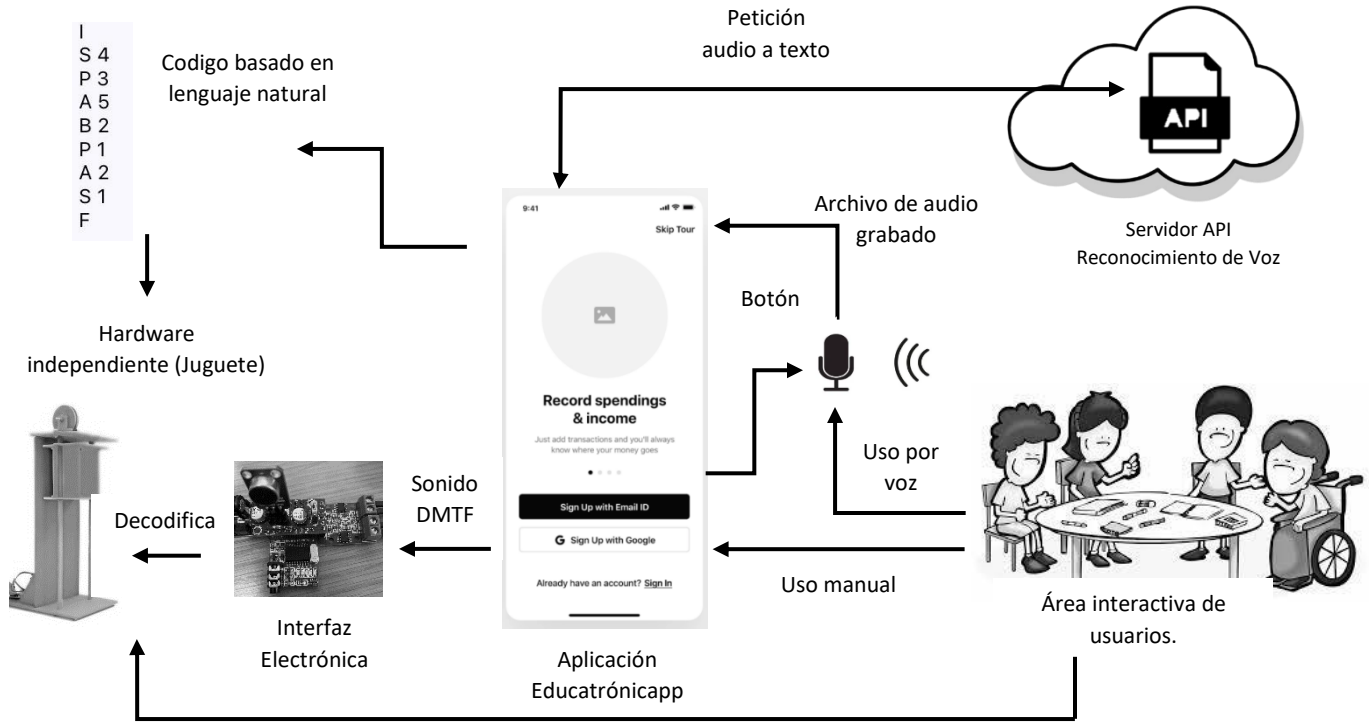 I
S 4
P 3
A 5
B 2
P 1
A 2
S 1
F
Codigo basado en
lenguaje natural
Petición
audio a texto
API
Servidor API
Reconocimiento de Voz
Archivo de audio
grabado
Botón
9:41
Skip Tour
Record spendings
& income
Just add transactions and you'll always
know where your money goes
Sign Up with Email ID
G Sign Up with Google
Already have an account? Sign In
Hardware
independiente (Juguete)
Decodifica
Sonido
DMTF
Uso por
voz
Uso manual
Interfaz
Electrónica
Aplicación
Educatrónicapp
Área interactiva de
usuarios.